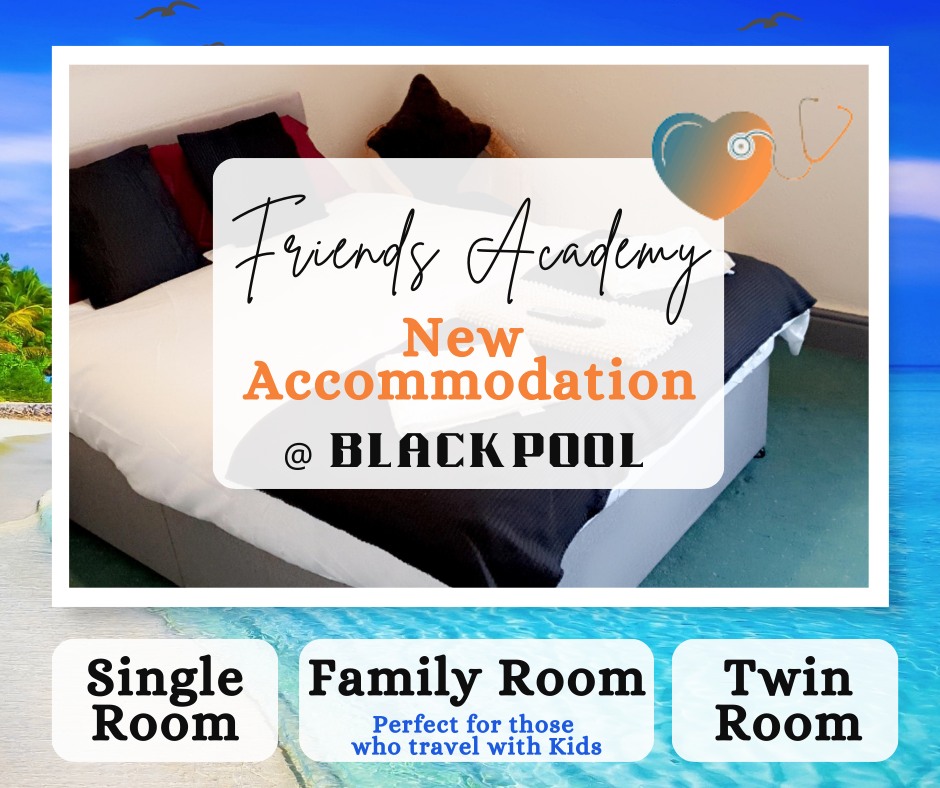 Friends Academy
New
Accommodation
@ BLACKPOOL
Single
Room
Family Room
Perfect for those
who travel with Kids
Twin
Room